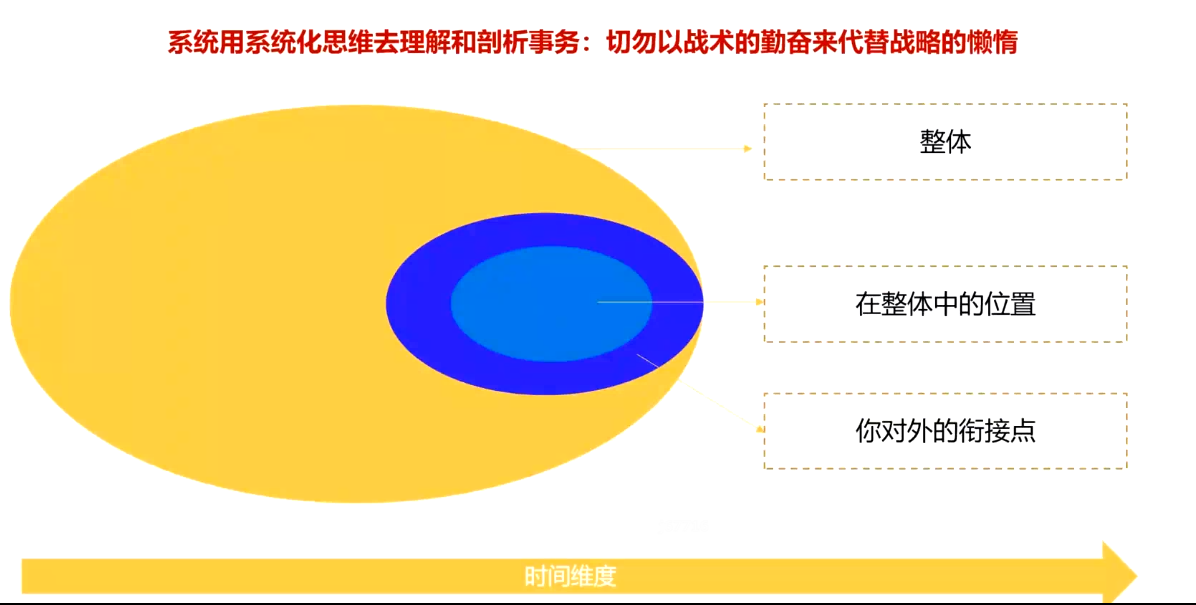 系统用系统化思维去理解和剖析事务：切勿以战术的勤奋来代替战略的懒惰
整体
在整体中的位置
你对外的衔接点
时间维度